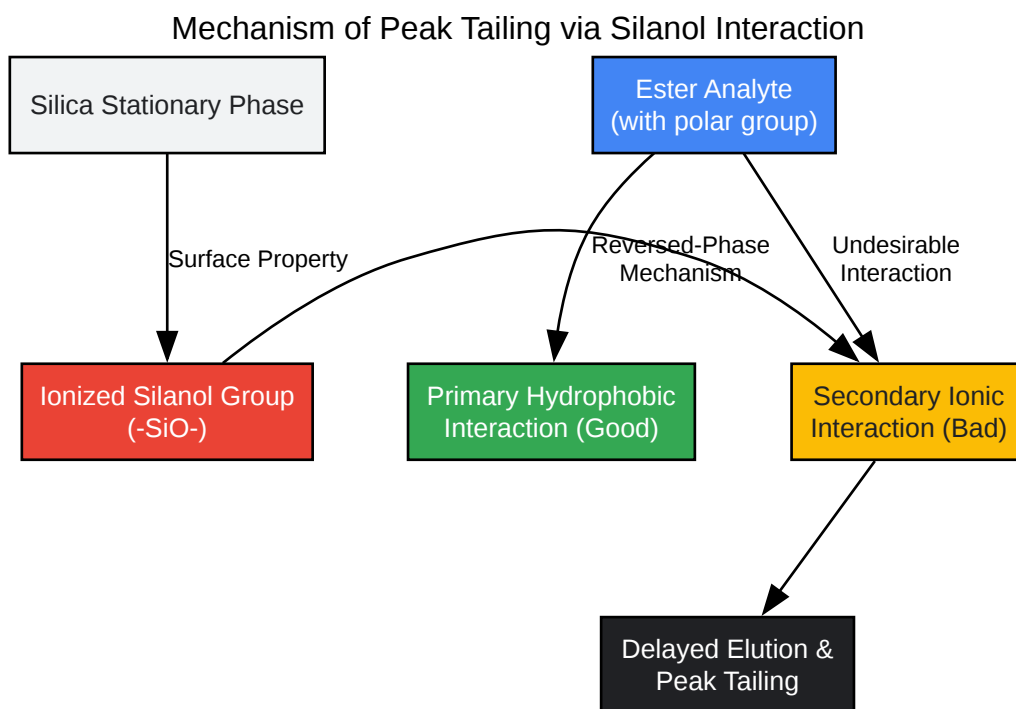 Mechanism of Peak Tailing via Silanol Interaction
Silica Stationary Phase
Ester Analyte
(with polar group)
Surface Property
Reversed-Phase
Mechanism
Undesirable
Interaction
Ionized Silanol Group
(-SiO-)
Primary Hydrophobic
Interaction (Good)
Secondary Ionic
Interaction (Bad)
Delayed Elution &
Peak Tailing